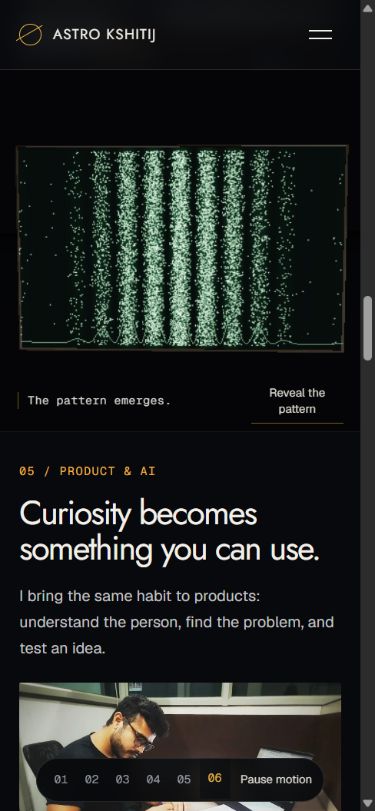 ASTRO KSHITIJ
The pattern emerges.
Reveal the
pattern
05 / PRODUCT & AI
Curiosity becomes
something you can use.
I bring the same habit to products:
understand the person, find the problem, and
test an idea.
01 02 03 04 05 06 Pause motion